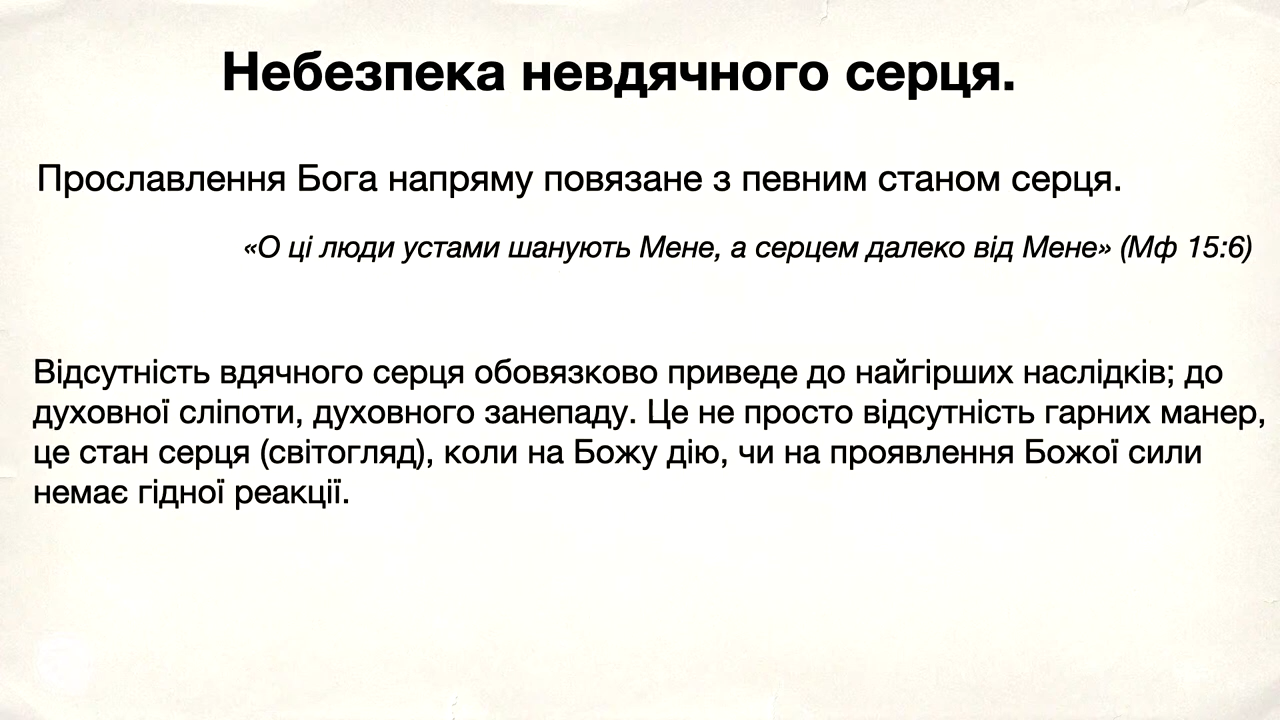 Небезпека невдячного серця.
Прославлення Бога напряму повязане з певним станом серця.
«О ці люди устами шанують Мене, а серцем далеко від Мене» (Мф 15:6)
Відсутність вдячного серця обовязково приведе до найгірших наслідків; до
духовної сліпоти, духовного занепаду. Це не просто відсутність гарних манер,
це стан серця (світогляд), коли на Божу дію, чи на проявлення Божої сили
немає гідної реакції.